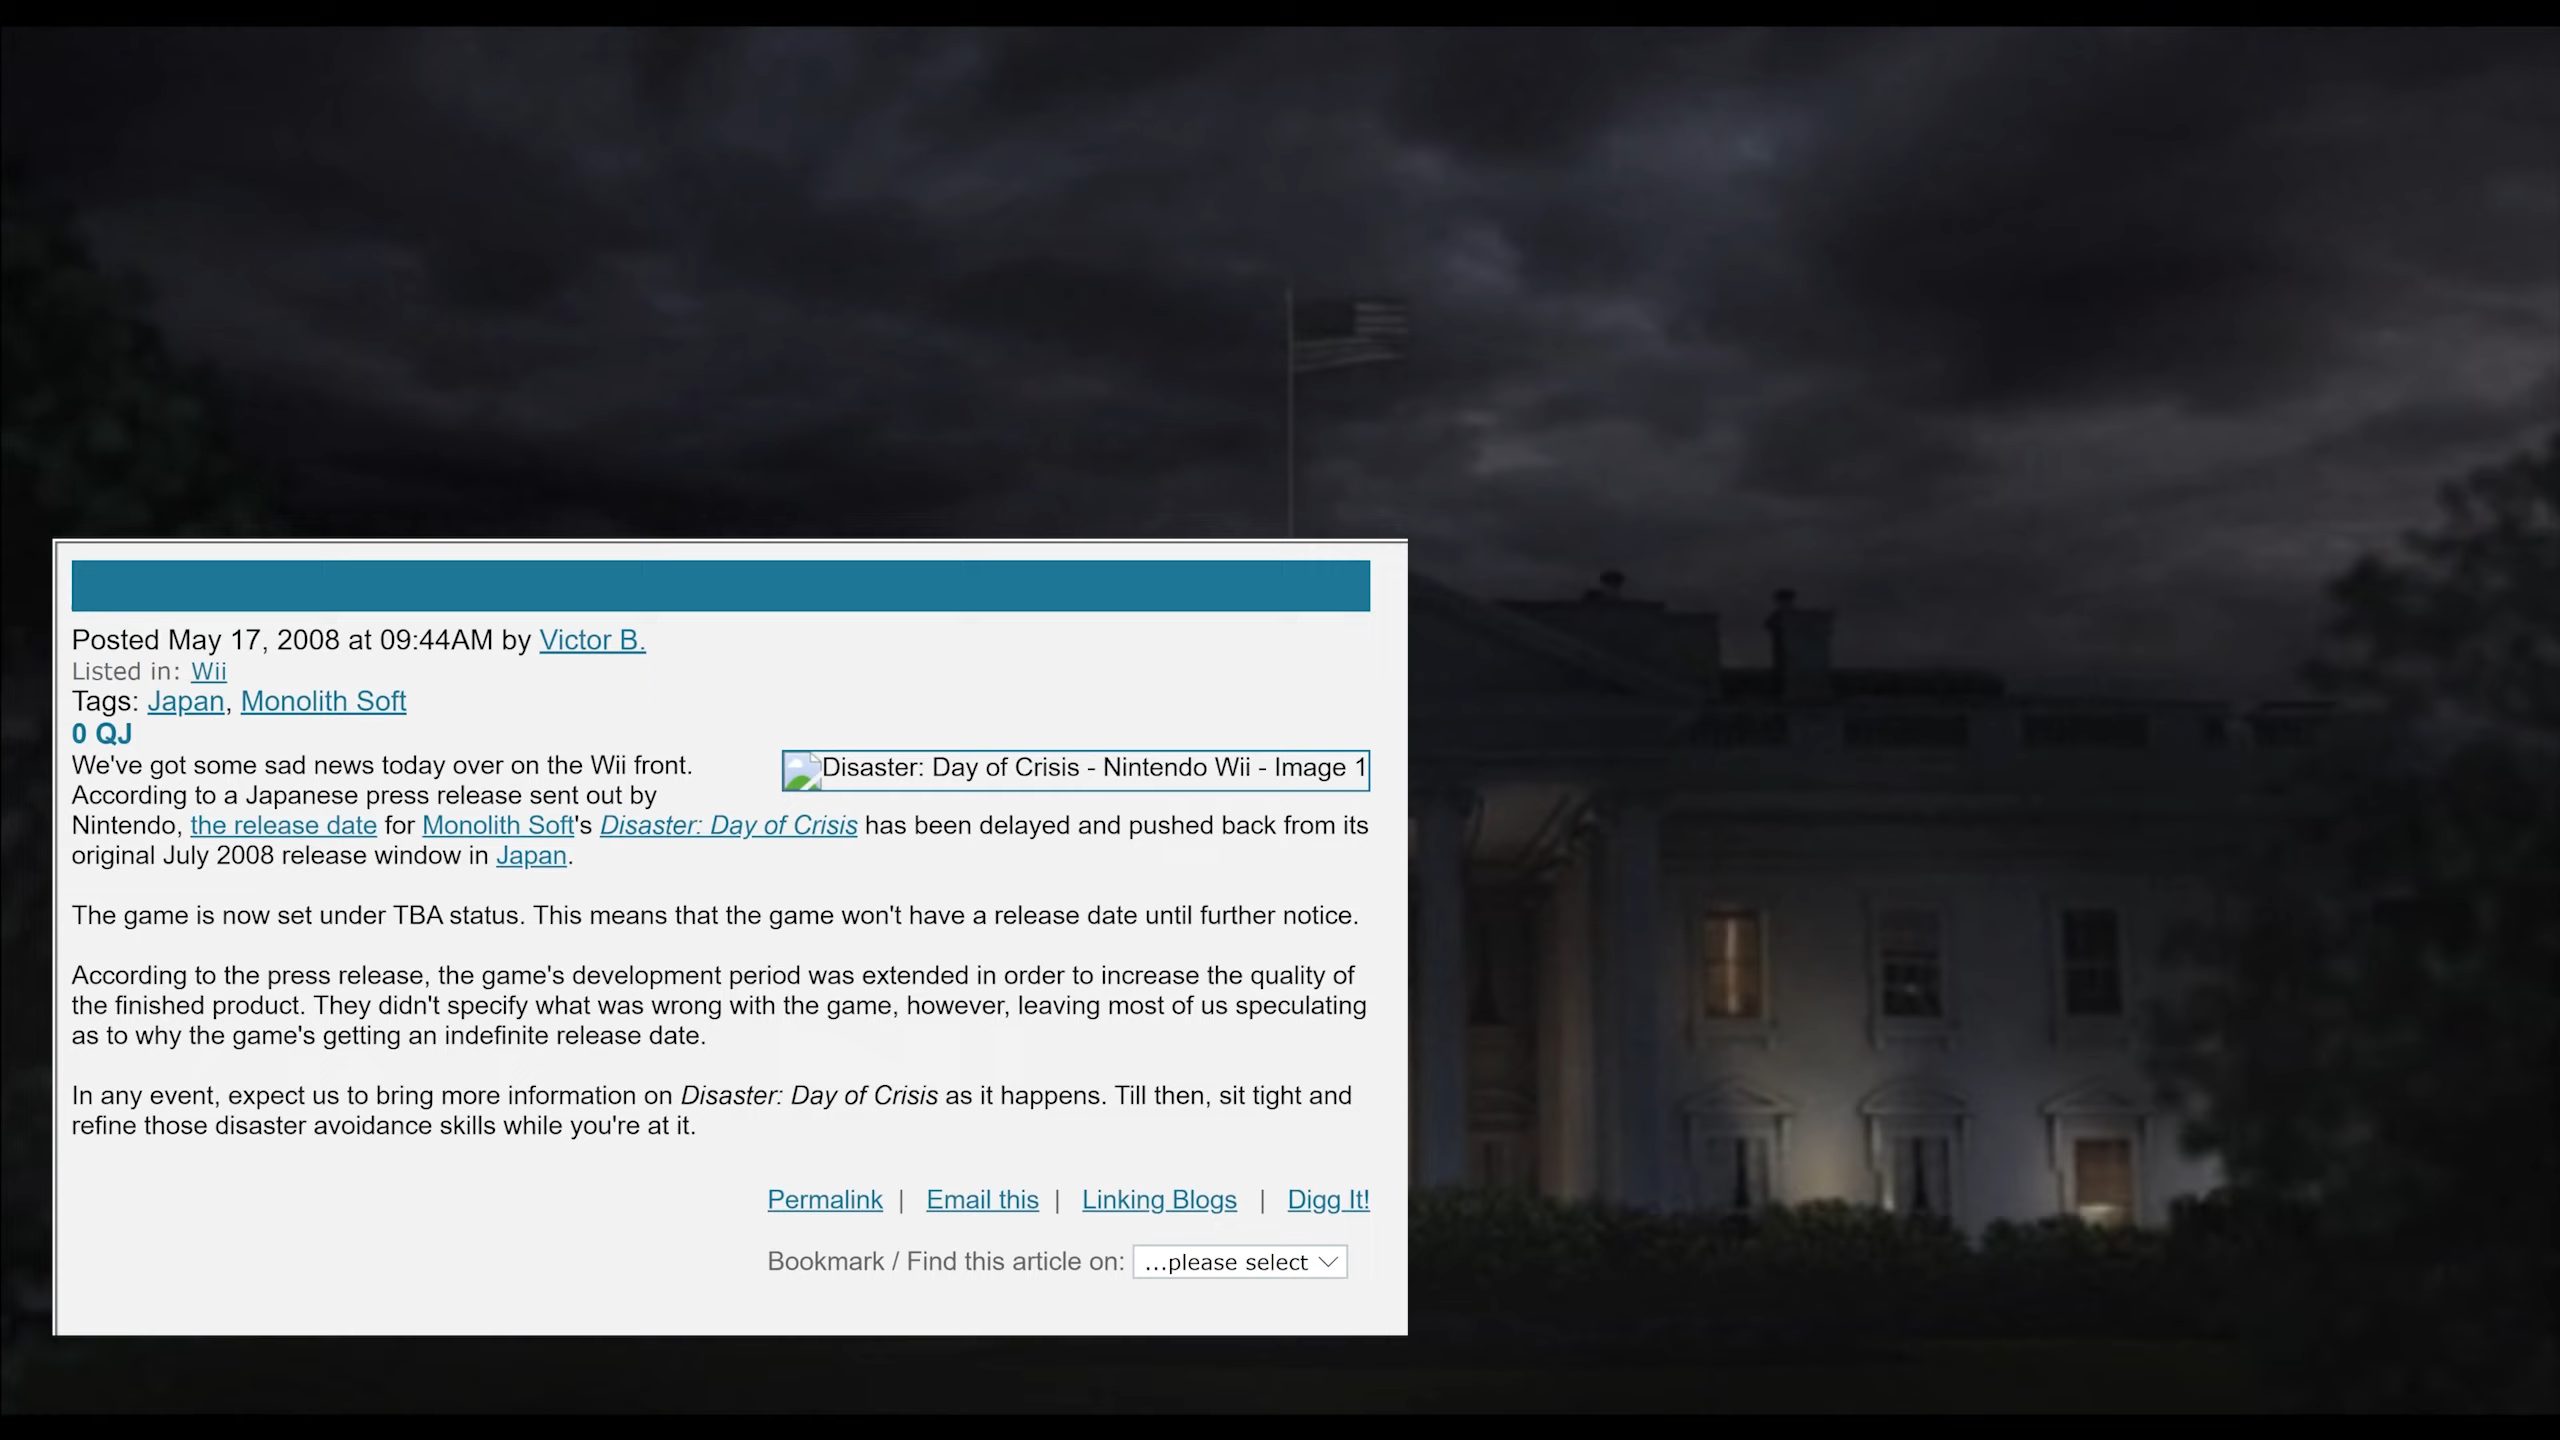 Posted May 17, 2008 at 09:44AM by Victor B.
Listed in: Wii
Tags: Japan, Monolith Soft
0 QJ
We've got some sad news today over on the Wii front.
Disaster: Day of Crisis - Nintendo Wii - Image 1
According to a Japanese press release sent out by
Nintendo, the release date for Monolith Soft's Disaster: Day of Crisis has been delayed and pushed back from its
original July 2008 release window in Japan.
The game is now set under TBA status. This means that the game won't have a release date until further notice.
According to the press release, the game's development period was extended in order to increase the quality of
the finished product. They didn't specify what was wrong with the game, however, leaving most of us speculating
as to why the game's getting an indefinite release date.
In any event, expect us to bring more information on Disaster: Day of Crisis as it happens. Till then, sit tight and
refine those disaster avoidance skills while you're at it.
Permalink | Email this | Linking Blogs | Digg It!
Bookmark / Find this article on: ...please select